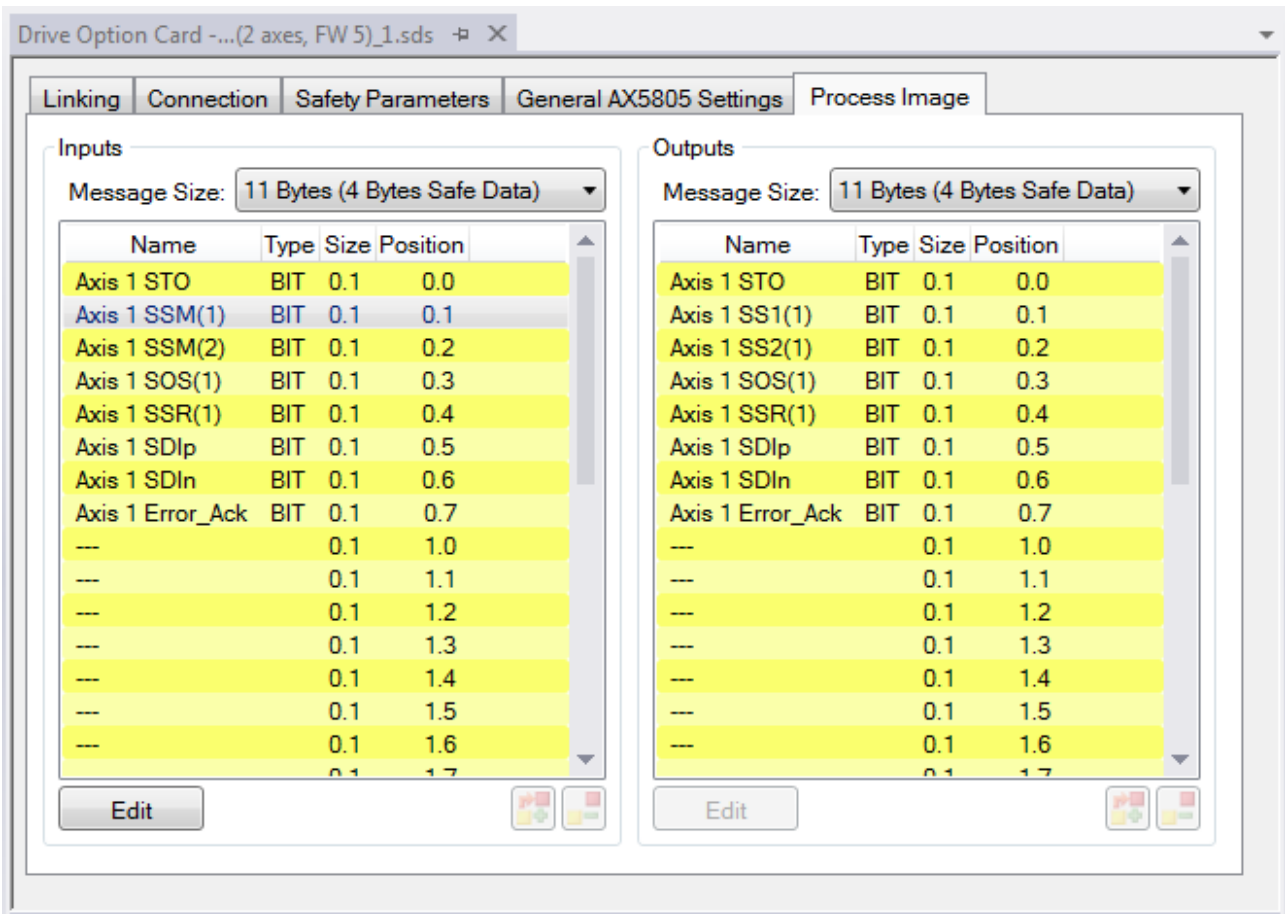 Drive Option Card -...(2 axes, FW 5)_1.sds
Linking Connection Safety Parameters General AX5805 Settings Process Image
Inputs
Message Size: 11 Bytes (4 Bytes Safe Data)
Name Type Size Position
Axis 1 STO BIT 0.1 0.0
Axis 1 SSM(1) BIT 0.1 0.1
Axis 1 SSM(2) BIT 0.1 0.2
Axis 1 SOS(1) BIT 0.1 0.3
Axis 1 SSR(1) BIT 0.1 0.4
Axis 1 SDIp BIT 0.1 0.5
Axis 1 SDIn BIT 0.1 0.6
Axis 1 Error_Ack BIT 0.1 0.7
--- 0.1 1.0
--- 0.1 1.1
--- 0.1 1.2
--- 0.1 1.3
--- 0.1 1.4
--- 0.1 1.5
--- 0.1 1.6
0.1 1.7
Edit
Outputs
Message Size: 11 Bytes (4 Bytes Safe Data)
Name Type Size Position
Axis 1 STO BIT 0.1 0.0
Axis 1 SS1(1) BIT 0.1 0.1
Axis 1 SS2(1) BIT 0.1 0.2
Axis 1 SOS(1) BIT 0.1 0.3
Axis 1 SSR(1) BIT 0.1 0.4
Axis 1 SDIp BIT 0.1 0.5
Axis 1 SDIn BIT 0.1 0.6
Axis 1 Error_Ack BIT 0.1 0.7
--- 0.1 1.0
--- 0.1 1.1
--- 0.1 1.2
--- 0.1 1.3
--- 0.1 1.4
--- 0.1 1.5
--- 0.1 1.6
0.1 1.7
Edit